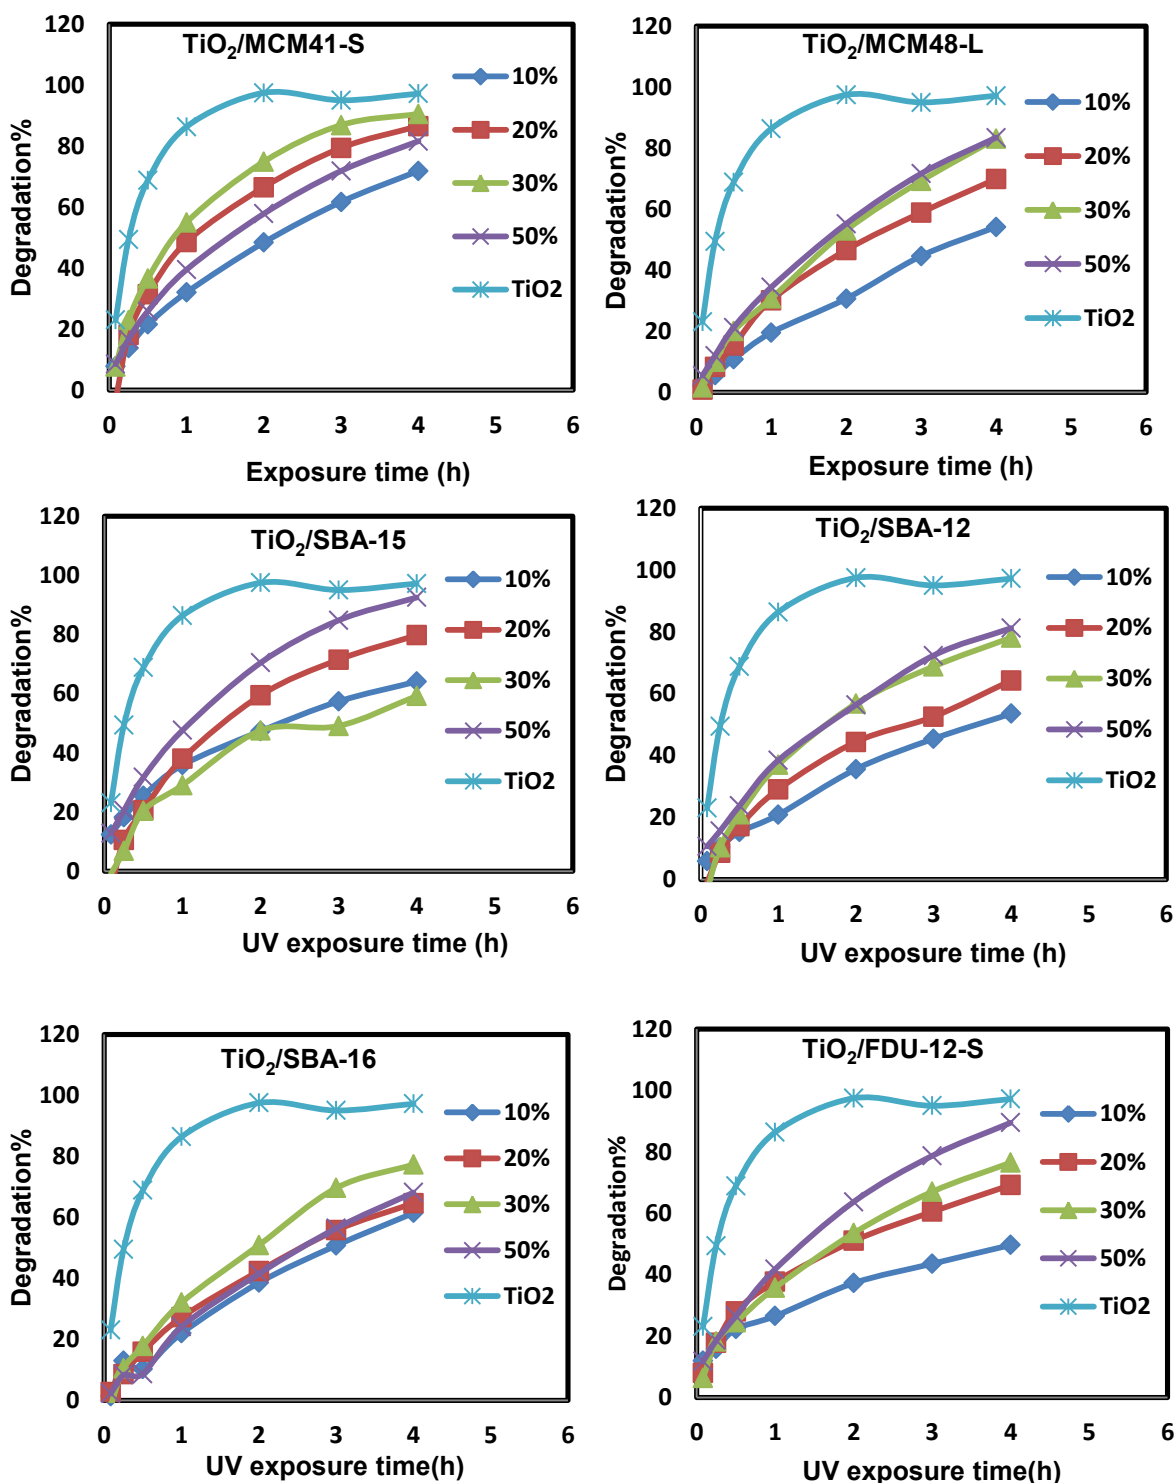 TiO2/MCM41-S
Degradation%
120
100
80
60
40
20
0
0 1 2 3 4 5 6
Exposure time (h)
10%
20%
30%
50%
TiO2
TiO2/MCM48-L
Degradation%
120
100
80
60
40
20
0
0 1 2 3 4 5 6
Exposure time (h)
10%
20%
30%
50%
TiO2
TiO2/SBA-15
Degradation%
120
100
80
60
40
20
0
0 1 2 3 4 5 6
UV exposure time (h)
10%
20%
30%
50%
TiO2
TiO2/SBA-12
Degradation%
120
100
80
60
40
20
0
0 1 2 3 4 5 6
UV exposure time (h)
10%
20%
30%
50%
TiO2
TiO2/SBA-16
Degradation%
120
100
80
60
40
20
0
0 1 2 3 4 5 6
UV exposure time(h)
10%
20%
30%
50%
TiO2
TiO2/FDU-12-S
Degradation%
120
100
80
60
40
20
0
0 1 2 3 4 5 6
UV exposure time(h)
10%
20%
30%
50%
TiO2